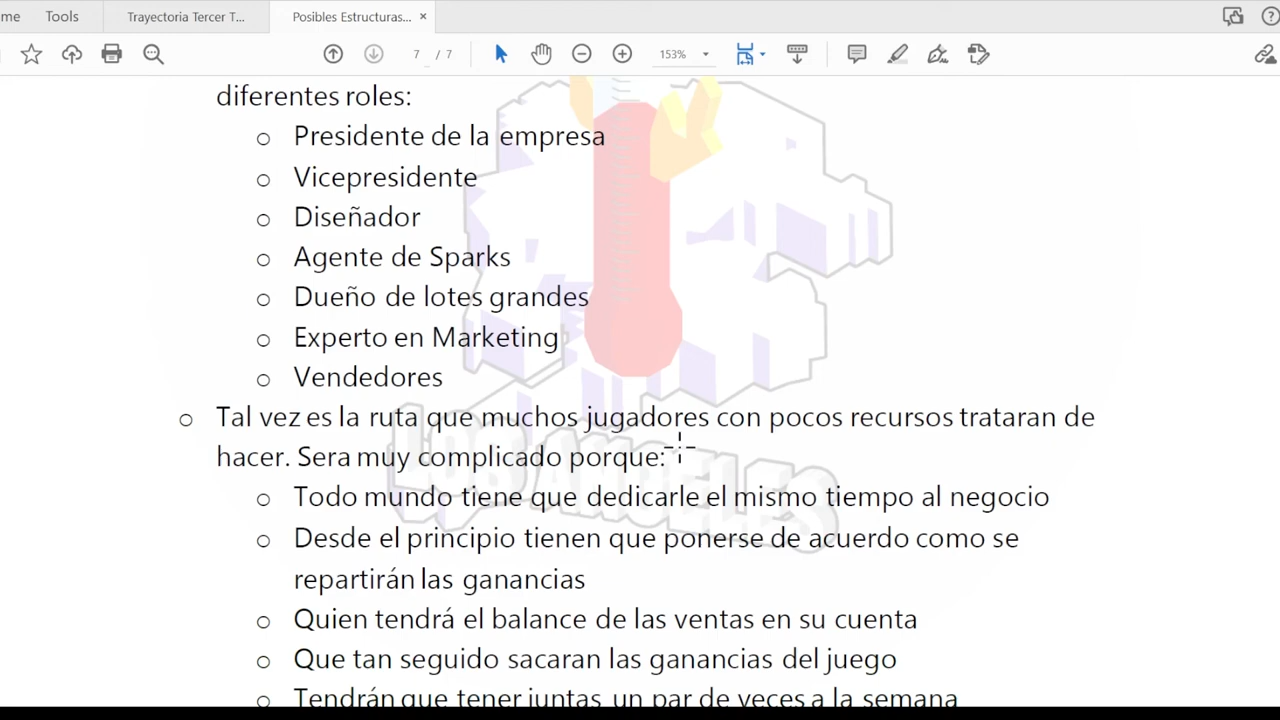 me Tools Trayectoria Tercer T... Posibles Estructuras... ×
7 / 7 153%
diferentes roles:
o Presidente de la empresa
o Vicepresidente
o Diseñador
o Agente de Sparks
o Dueño de lotes grandes
o Experto en Marketing
o Vendedores
o Tal vez es la ruta que muchos jugadores con pocos recursos trataran de
hacer. Sera muy complicado porque:
o Todo mundo tiene que dedicarle el mismo tiempo al negocio
o Desde el principio tienen que ponerse de acuerdo como se
repartirán las ganancias
o Quien tendrá el balance de las ventas en su cuenta
o Que tan seguido sacaran las ganancias del juego
o Tendrán que tener juntas un par de veces a la semana
LOS AMOELES